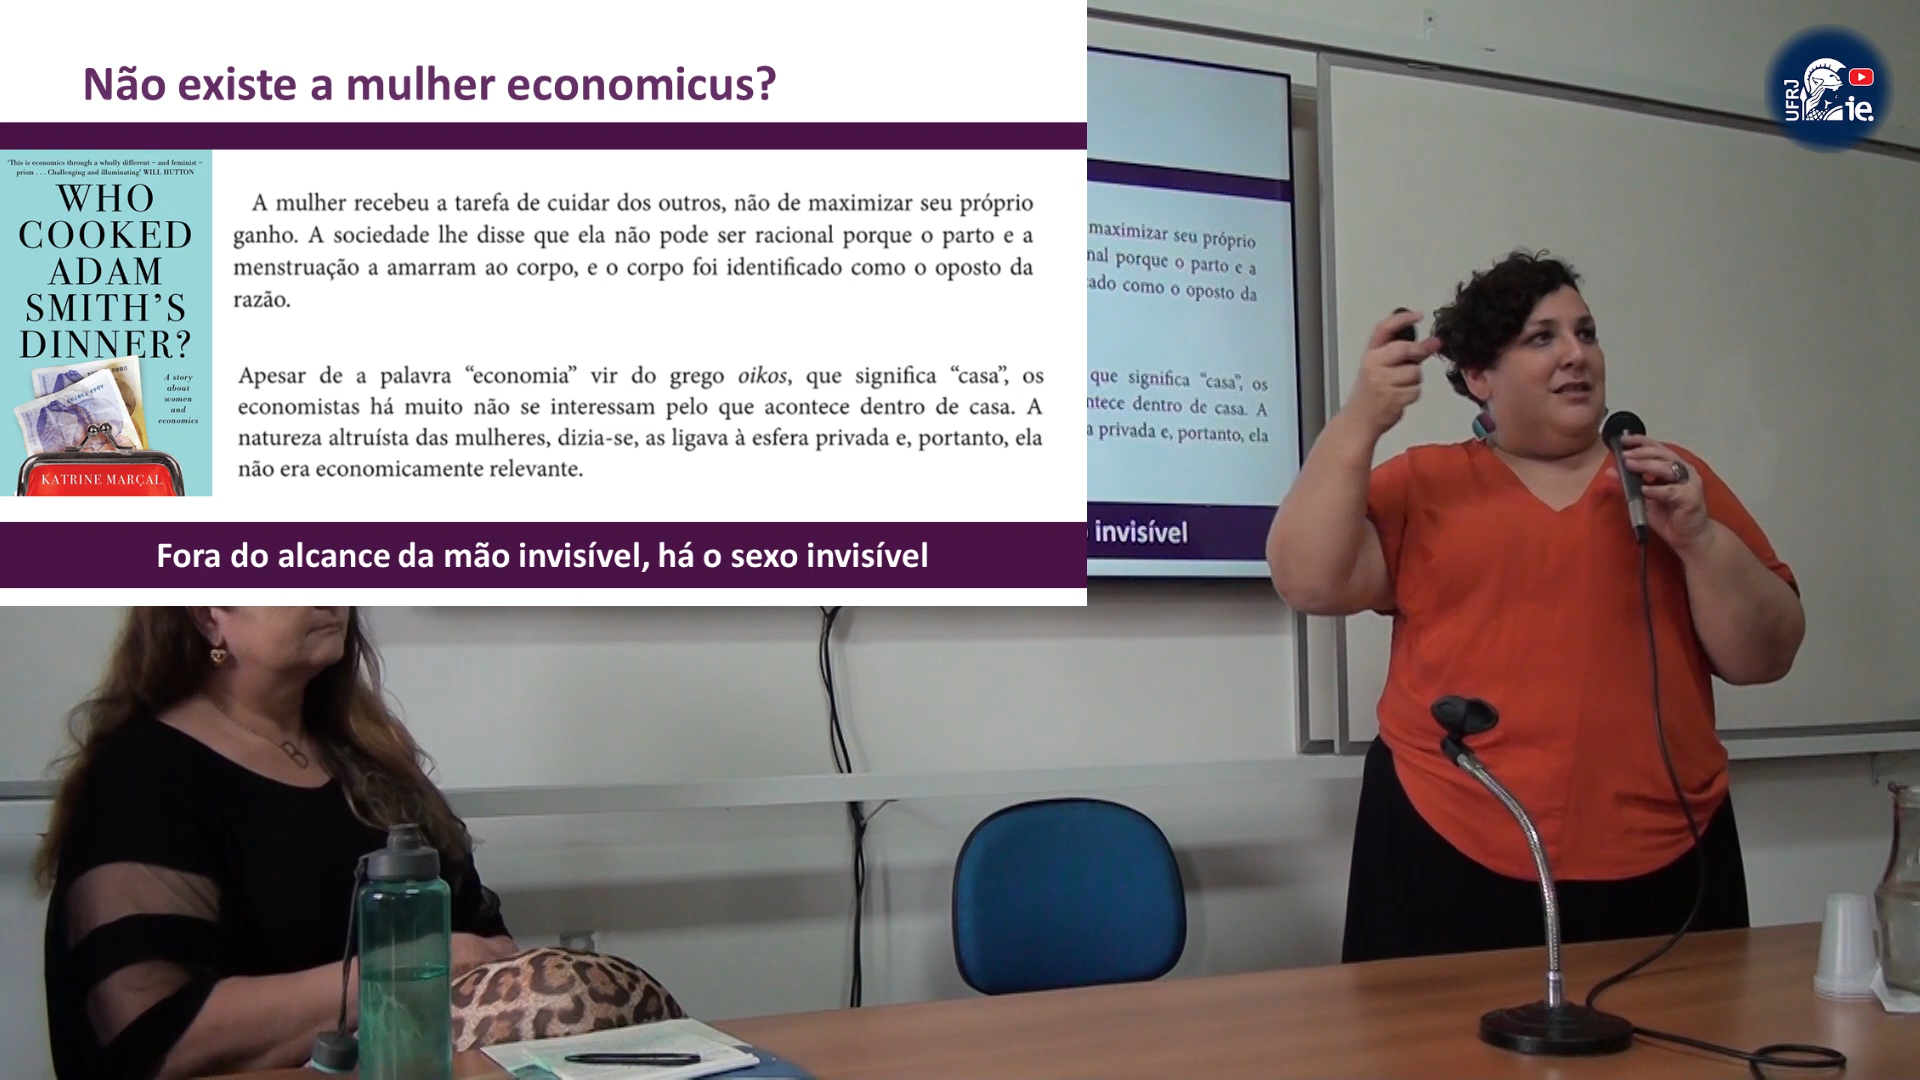 Não existe a mulher economicus?
'This is economics through a wholly different – and feminist –
prism . . . Challenging and illuminating' WILL HUTTON
WHO
COOKED
ADAM
SMITH'S
DINNER?
A story
about
women
and
economics
KATRINE MARÇAL
A mulher recebeu a tarefa de cuidar dos outros, não de maximizar seu próprio
ganho. A sociedade lhe disse que ela não pode ser racional porque o parto e a
menstruação a amarram ao corpo, e o corpo foi identificado como o oposto da
razão.
Apesar de a palavra “economia” vir do grego oikos, que significa “casa”, os
economistas há muito não se interessam pelo que acontece dentro de casa. A
natureza altruísta das mulheres, dizia-se, as ligava à esfera privada e, portanto, ela
não era economicamente relevante.
Fora do alcance da mão invisível, há o sexo invisível
maximizar seu próprio
nal porque o parto e a
ado como o oposto da
que significa “casa”, os
ntece dentro de casa. A
a privada e, portanto, ela
invisível
UFRJ
ie.